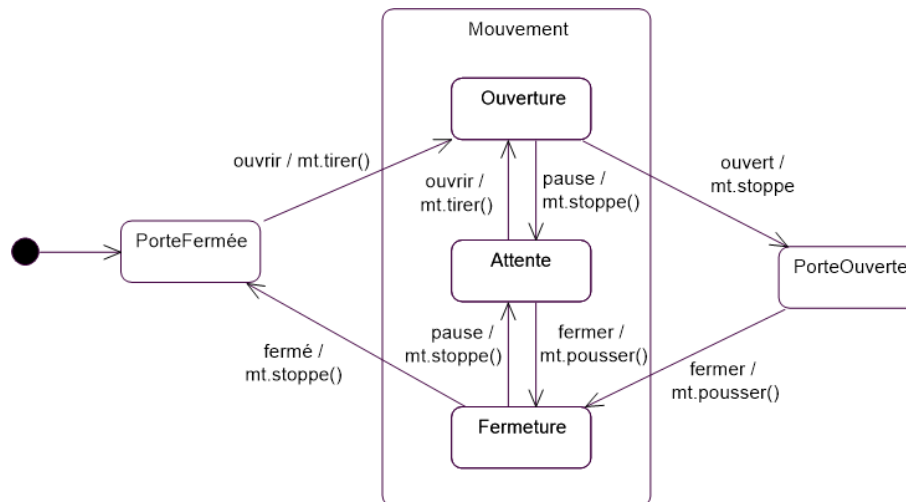 Mouvement
Ouverture
ouvrir / mt.tirer()
ouvrir /
mt.tirer()
pause /
mt.stoppe()
ouvert /
mt.stoppe
PorteFermée
Attente
PorteOuverte
fermé /
mt.stoppe()
pause /
mt.stoppe()
fermer /
mt.pousser()
fermer /
mt.pousser()
Fermeture